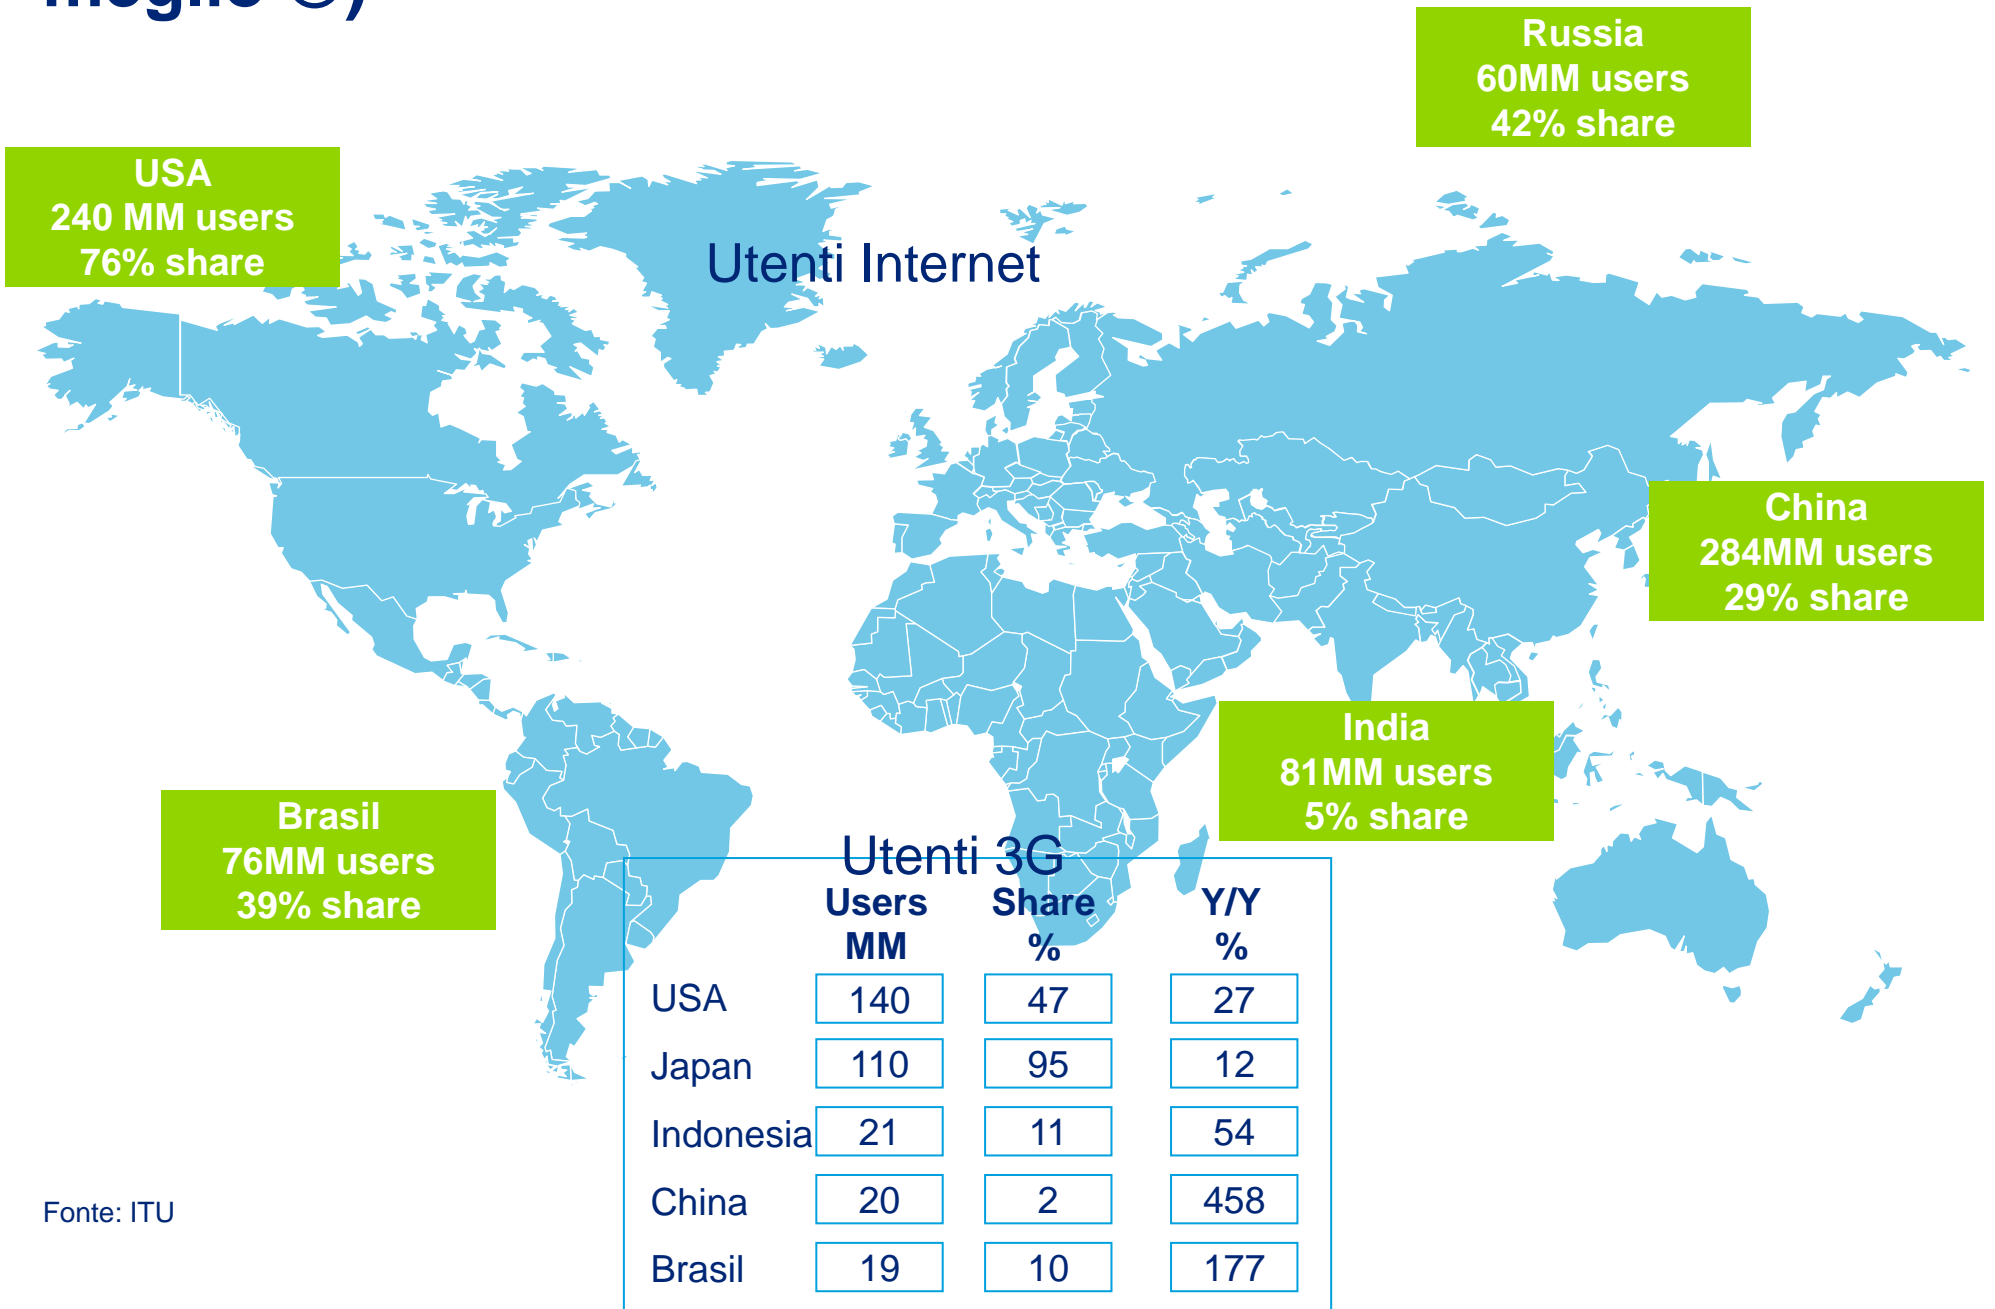 Russia
60MM users
42% share
USA
240 MM users
76% share
Utenti Internet
China
284MM users
29% share
India
81MM users
5% share
Brasil
76MM users
39% share
Utenti 3G
Users Share Y/Y
MM % %
USA 140 47 27
Japan 110 95 12
Indonesia 21 11 54
China 20 2 458
Brasil 19 10 177
Fonte: ITU